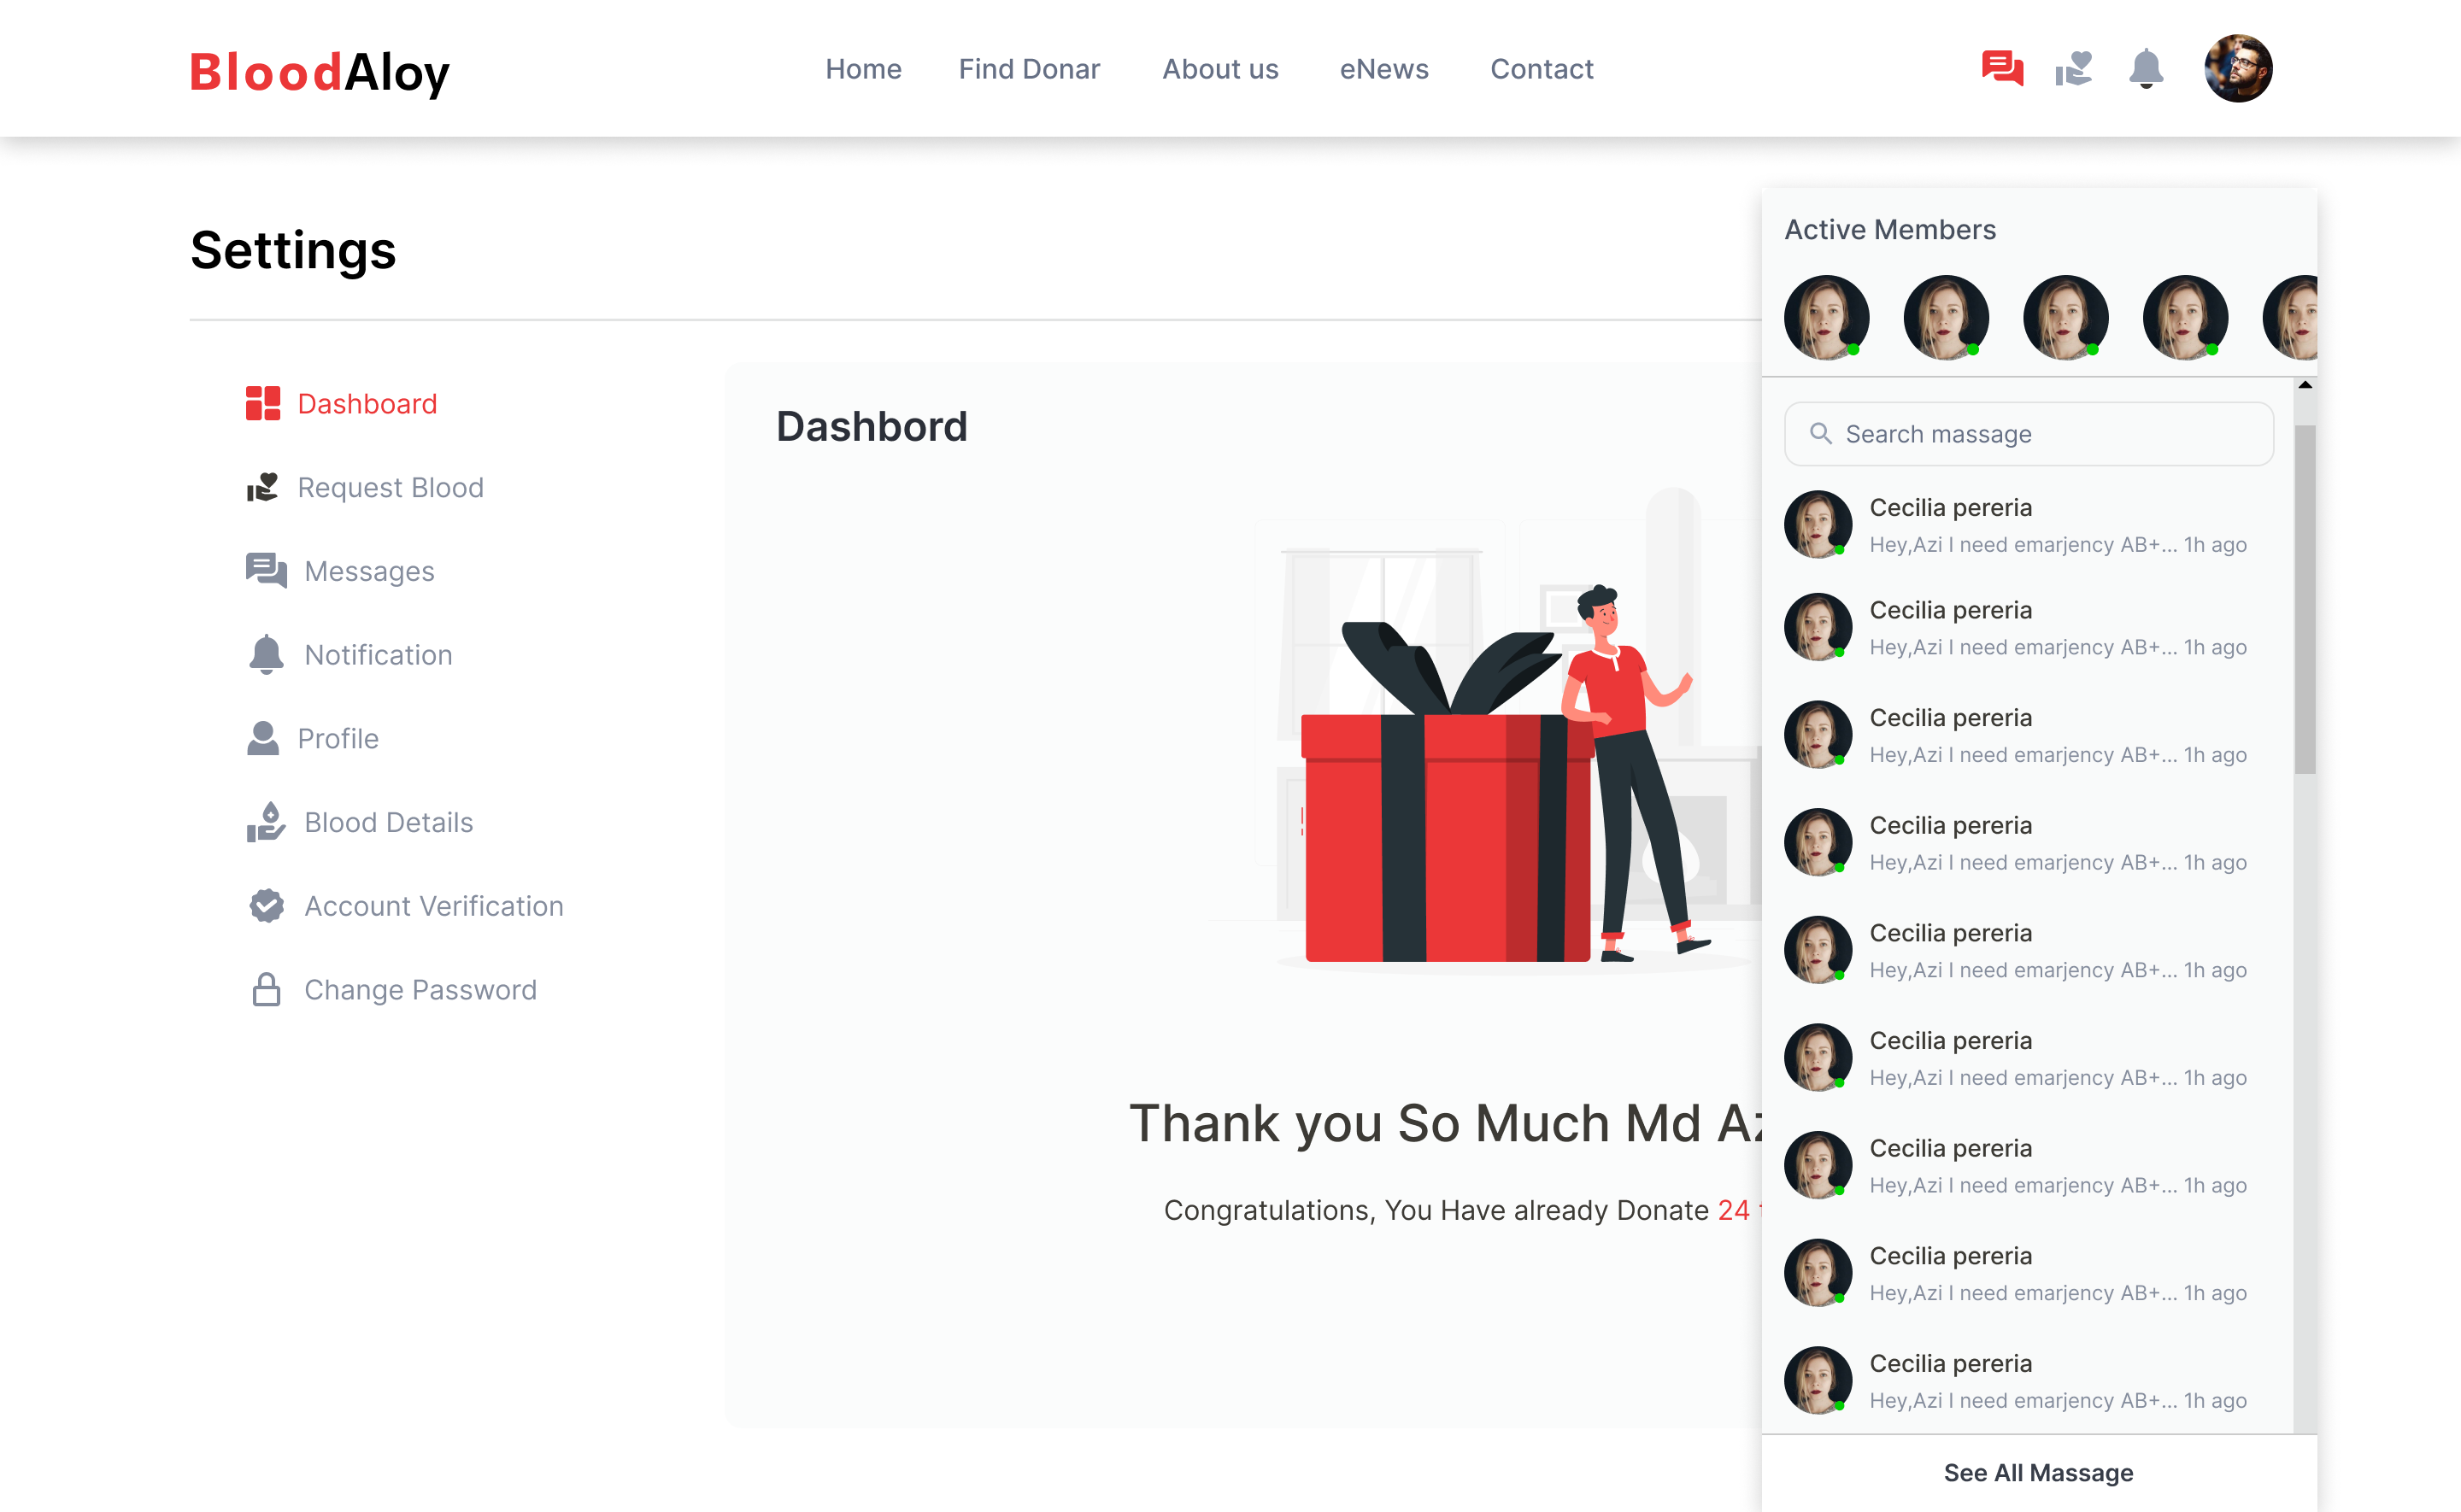 BloodAloy
Home Find Donar About us eNews Contact
Settings
Dashboard
Request Blood
Messages
Notification
Profile
Blood Details
Account Verification
Change Password
Dashbord
Thank you So Much Md
Congratulations, You Have already Donate 24
Active Members
Search massage
Cecilia pereria
Hey,Azi I need emarjency AB+... 1h ago
Cecilia pereria
Hey,Azi I need emarjency AB+... 1h ago
Cecilia pereria
Hey,Azi I need emarjency AB+... 1h ago
Cecilia pereria
Hey,Azi I need emarjency AB+... 1h ago
Cecilia pereria
Hey,Azi I need emarjency AB+... 1h ago
Cecilia pereria
Hey,Azi I need emarjency AB+... 1h ago
Cecilia pereria
Hey,Azi I need emarjency AB+... 1h ago
Cecilia pereria
Hey,Azi I need emarjency AB+... 1h ago
Cecilia pereria
Hey,Azi I need emarjency AB+... 1h ago
See All Massage